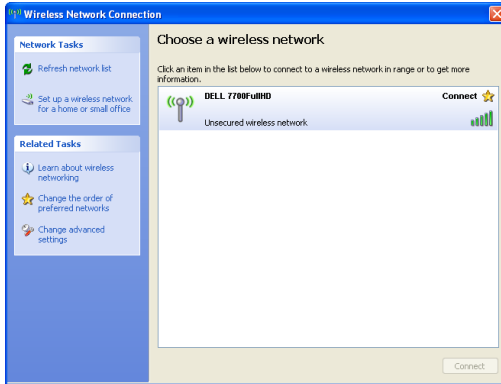 Wireless Network Connection
Network Tasks
Refresh network list
Set up a wireless network
for a home or small office
Related Tasks
Learn about wireless
networking
Change the order of
preferred networks
Change advanced
settings
Choose a wireless network
Click an item in the list below to connect to a wireless network in range or to get more
information.
DELL 7700FullHD
Connect
Unsecured wireless network
Connect